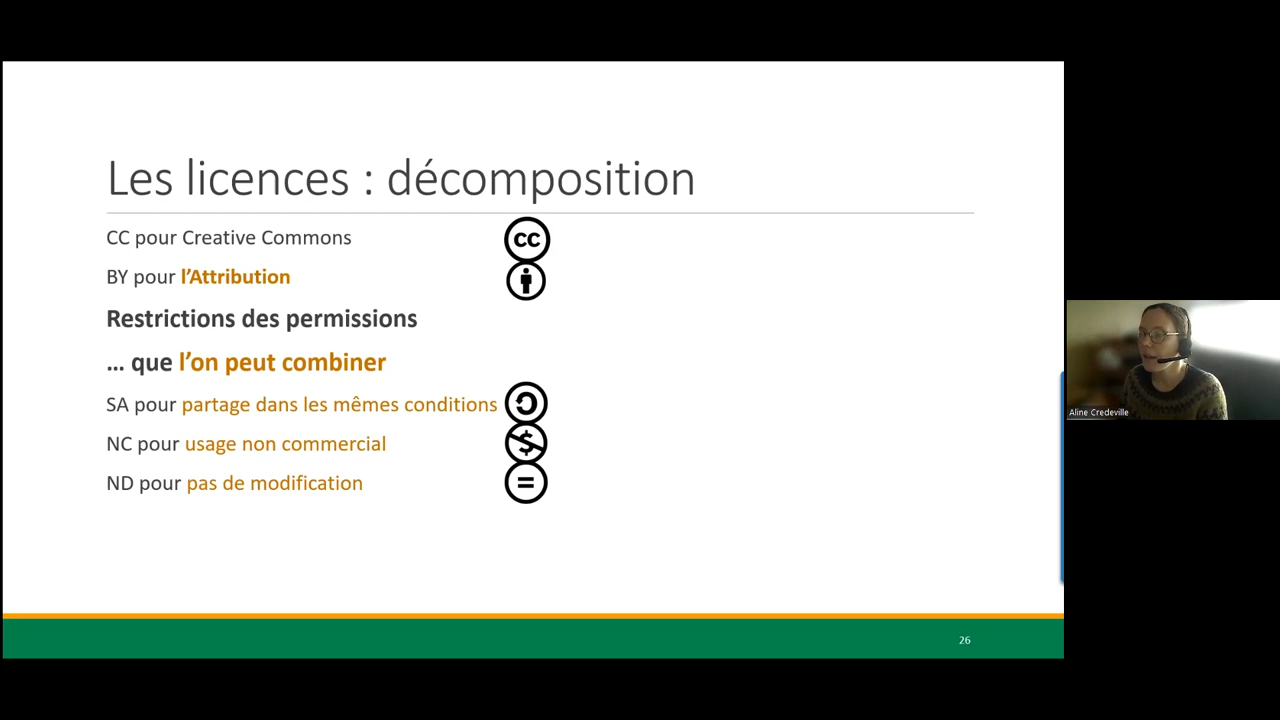 Les licences : décomposition
CC pour Creative Commons
cc
BY pour l'Attribution
Restrictions des permissions
... que l'on peut combiner
SA pour partage dans les mêmes conditions
NC pour usage non commercial
$
ND pour pas de modification
=
Aline Credeville
26